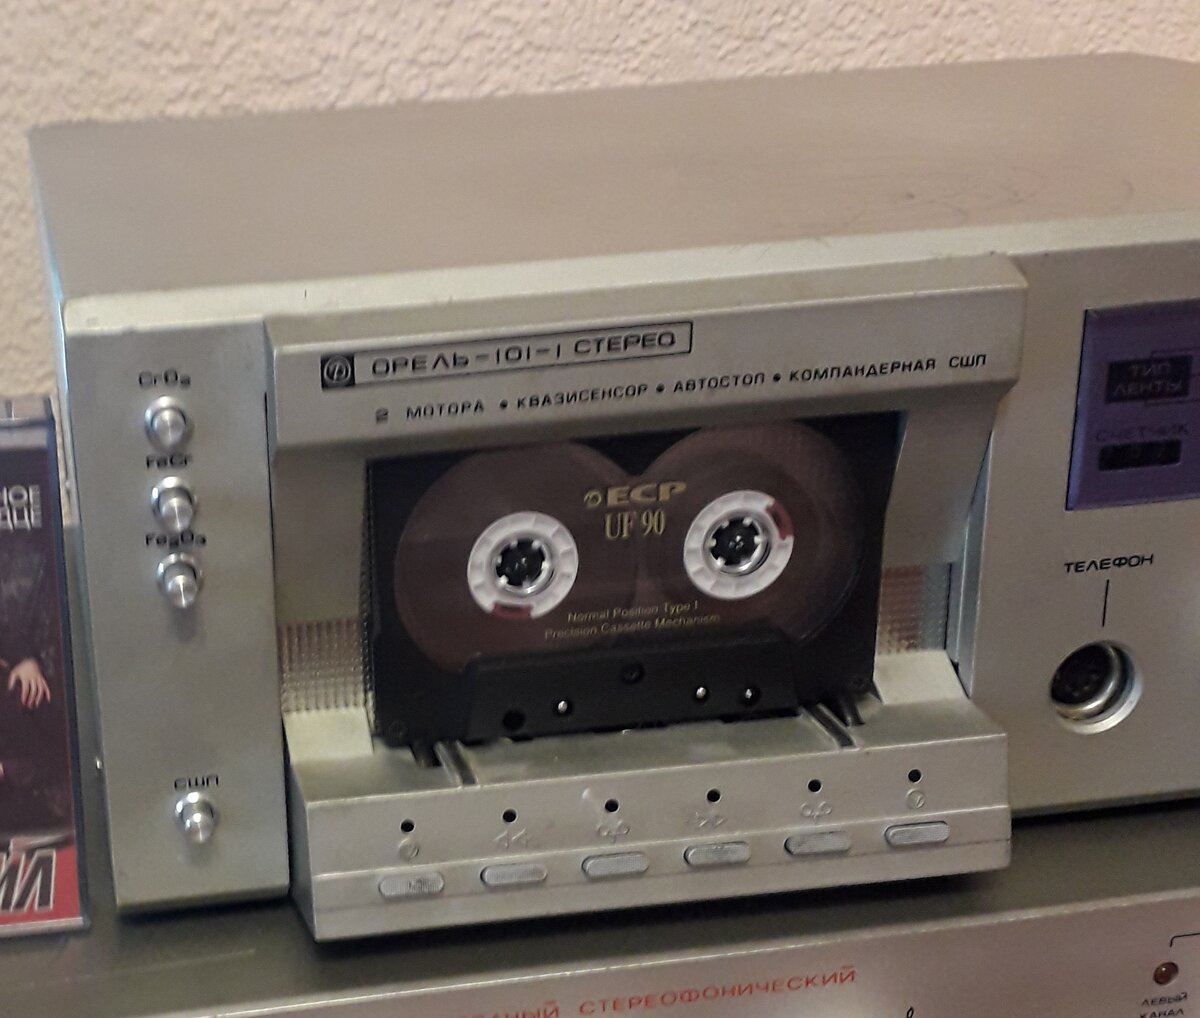 CrO₂
FeCr
Fe₂O₃
СШП
ОРЕЛЬ-101-1 СТЕРЕО
2 МОТОРА • КВАЗИСЕНСОР • АВТОСТОП • КОМПАНДЕРНАЯ СШП
ECP
UF 90
Normal Position Type I
Precision Cassette Mechanism
ТИП
ЛЕНТЫ
СЧЕТЧИК
ТЕЛЕФОН
СТЕРЕОФОНИЧЕСКИЙ
ЛЕВЫЙ
КАНАЛ